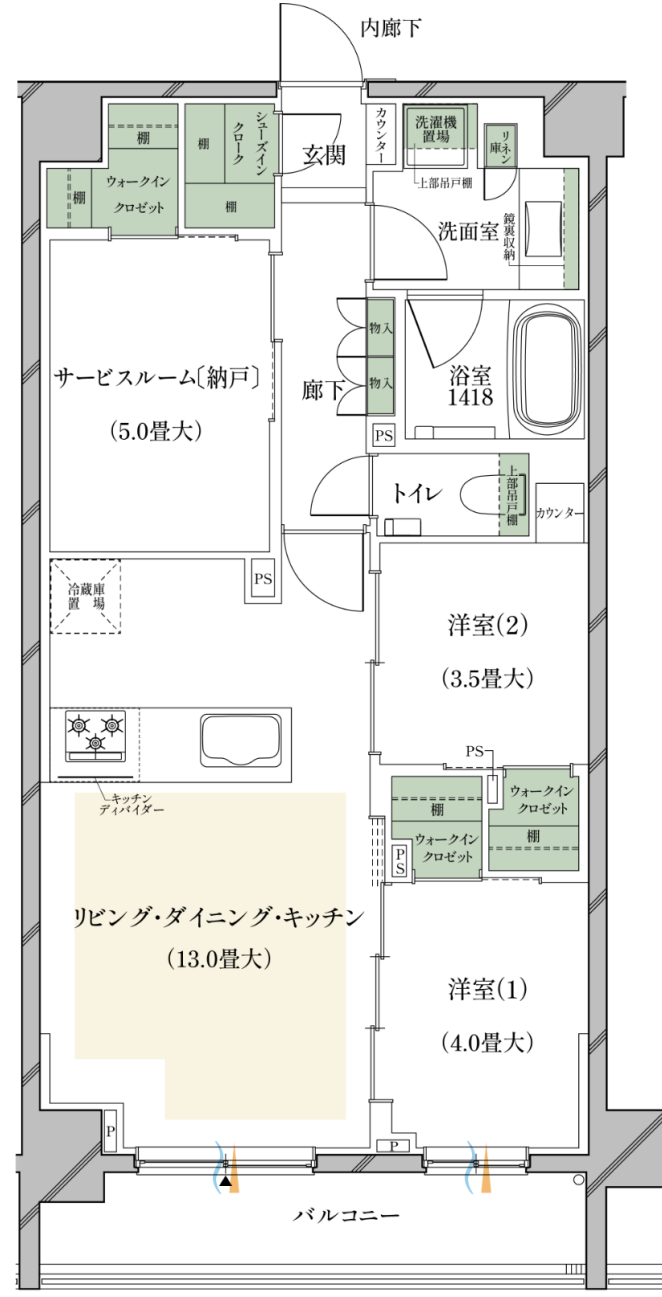 内廊下
シューズイン
クローク
棚
棚
棚
ウォークイン
クロゼット
棚
玄関
カウンター
洗濯機
置場
リネン
庫
上部吊戸棚
洗面室
鏡裏収納
サービスルーム〔納戸〕
(5.0畳大)
廊下
物入
物入
PS
浴室
1418
トイレ
上部吊戸棚
カウンター
冷蔵庫
置場
PS
洋室(2)
(3.5畳大)
キッチン
ディバイダー
PS
ウォークイン
クロゼット
棚
棚
ウォークイン
クロゼット
PS
リビング・ダイニング・キッチン
(13.0畳大)
洋室(1)
(4.0畳大)
P
P
バルコニー